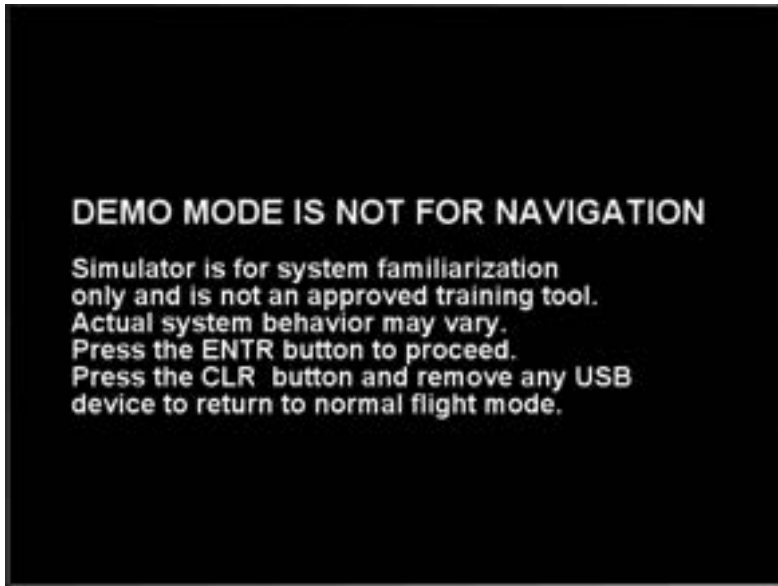 DEMO MODE IS NOT FOR NAVIGATION
Simulator is for system familiarization
only and is not an approved training tool.
Actual system behavior may vary.
Press the ENTR button to proceed.
Press the CLR  button and remove any USB
device to return to normal flight mode.